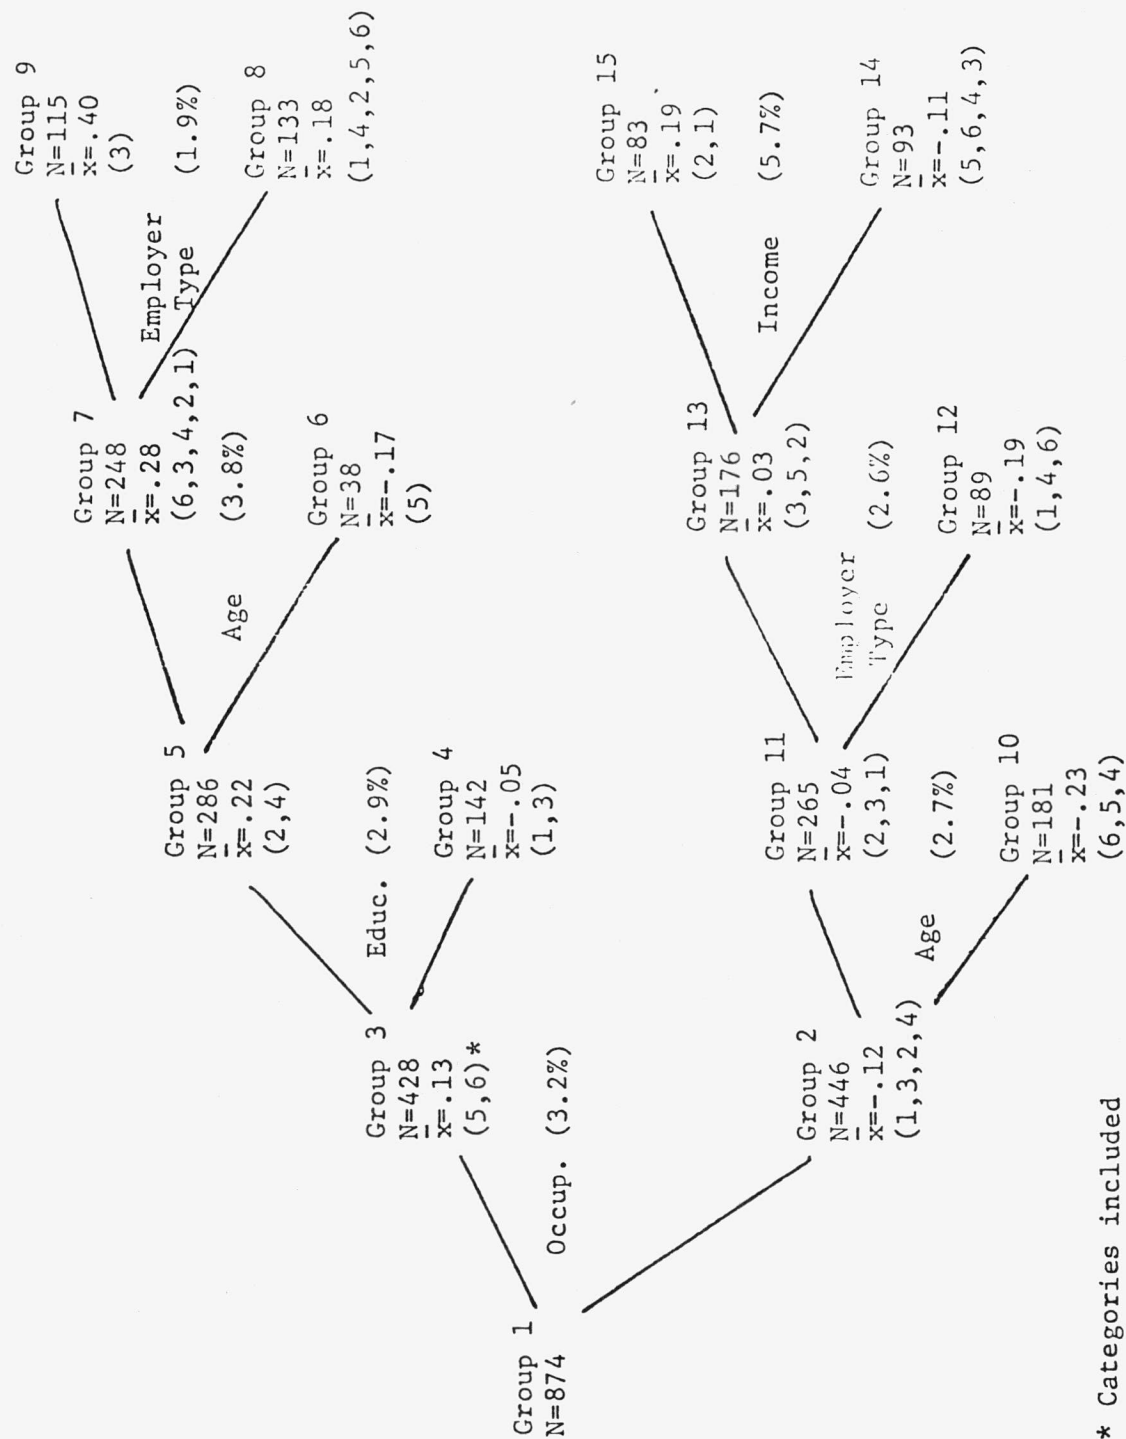 Group 1
N=874
Occup. (3.2%)
Group 3
N=428
x̄=.13
(5,6)*
Educ. (2.9%)
Group 5
N=286
x̄=.22
(2,4)
Age
(3.8%)
Group 7
N=248
x̄=.28
(6,3,4,2,1)
Employer
Type
(1.9%)
Group 9
N=115
x̄=.40
(3)
Group 8
N=133
x̄=.18
(1,4,2,5,6)
Group 6
N=38
x̄=-.17
(5)
Group 4
N=142
x̄=-.05
(1,3)
Group 2
N=446
x̄=-.12
(1,3,2,4)
Age
(2.7%)
Group 11
N=265
x̄=-.04
(2,3,1)
Employer
Type
(2.6%)
Group 13
N=176
x̄=.03
(3,5,2)
Income
(5.7%)
Group 15
N=83
x̄=.19
(2,1)
Group 14
N=93
x̄=-.11
(5,6,4,3)
Group 12
N=89
x̄=-.19
(1,4,6)
Group 10
N=181
x̄=-.23
(6,5,4)
* Categories included